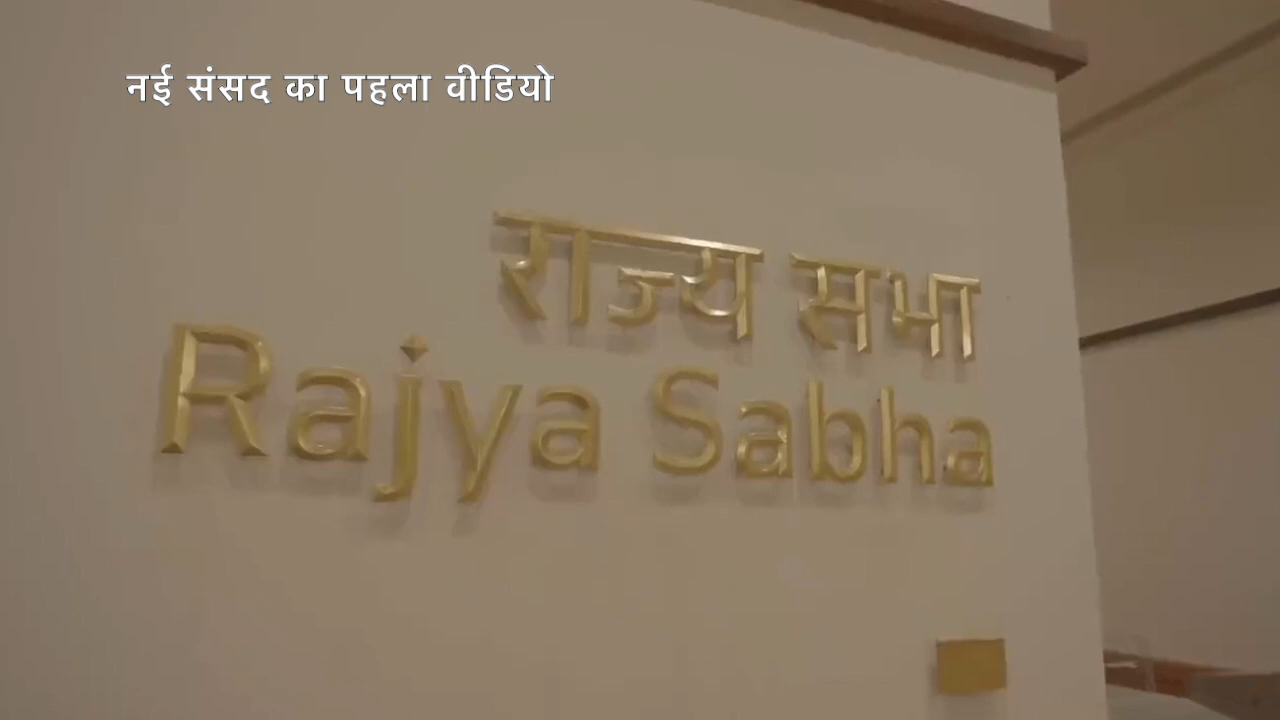 नई संसद का पहला वीडियो
राज्य सभा
Rajya Sabha